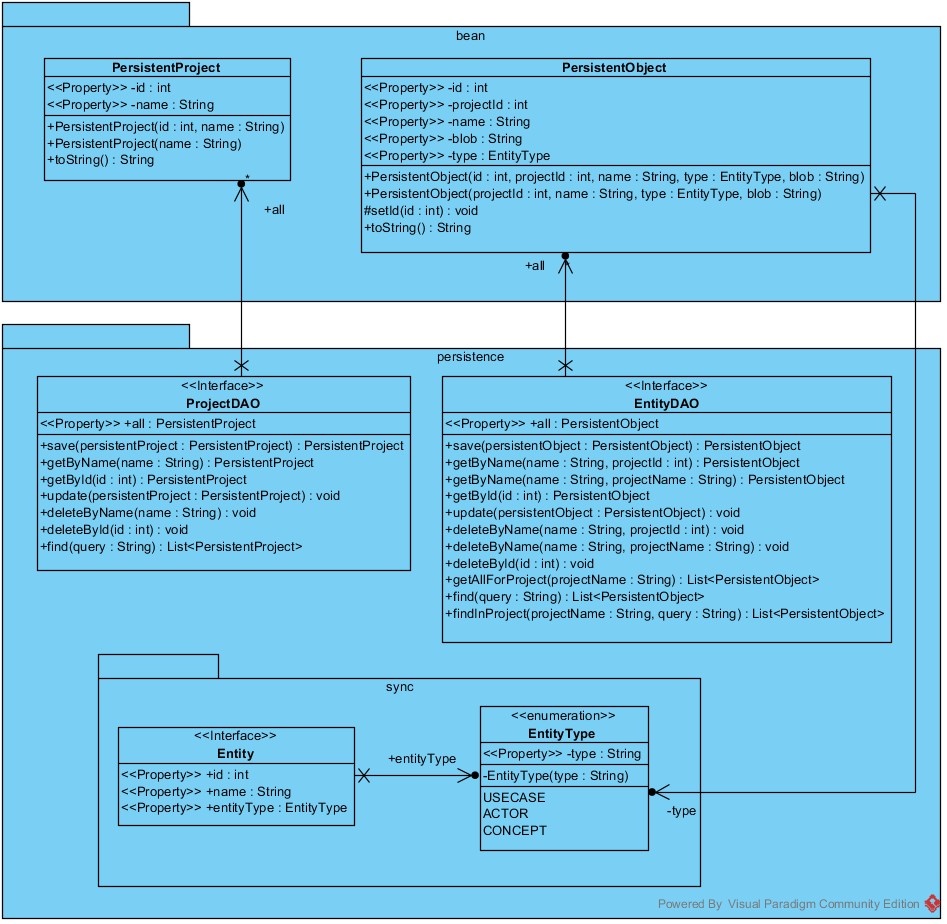 bean
PersistentProject
<<Property>> -id : int
<<Property>> -name : String
+PersistentProject(id : int, name : String)
+PersistentProject(name : String)
+toString() : String
*
+all
PersistentObject
<<Property>> -id : int
<<Property>> -projectId : int
<<Property>> -name : String
<<Property>> -blob : String
<<Property>> -type : EntityType
+PersistentObject(id : int, projectId : int, name : String, type : EntityType, blob : String)
+PersistentObject(projectId : int, name : String, type : EntityType, blob : String)
#setId(id : int) : void
+toString() : String
+all
persistence
<<Interface>>
ProjectDAO
<<Property>> +all : PersistentProject
+save(persistentProject : PersistentProject) : PersistentProject
+getByName(name : String) : PersistentProject
+getById(id : int) : PersistentProject
+update(persistentProject : PersistentProject) : void
+deleteByName(name : String) : void
+deleteById(id : int) : void
+find(query : String) : List<PersistentProject>
<<Interface>>
EntityDAO
<<Property>> +all : PersistentObject
+save(persistentObject : PersistentObject) : PersistentObject
+getByName(name : String, projectId : int) : PersistentObject
+getByName(name : String, projectName : String) : PersistentObject
+getById(id : int) : PersistentObject
+update(persistentObject : PersistentObject) : void
+deleteByName(name : String, projectId : int) : void
+deleteByName(name : String, projectName : String) : void
+deleteById(id : int) : void
+getAllForProject(projectName : String) : List<PersistentObject>
+find(query : String) : List<PersistentObject>
+findInProject(projectName : String, query : String) : List<PersistentObject>
sync
<<Interface>>
Entity
<<Property>> +id : int
<<Property>> +name : String
<<Property>> +entityType : EntityType
+entityType
<<enumeration>>
EntityType
<<Property>> -type : String
-EntityType(type : String)
USECASE
ACTOR
CONCEPT
-type
Powered By Visual Paradigm Community Edition